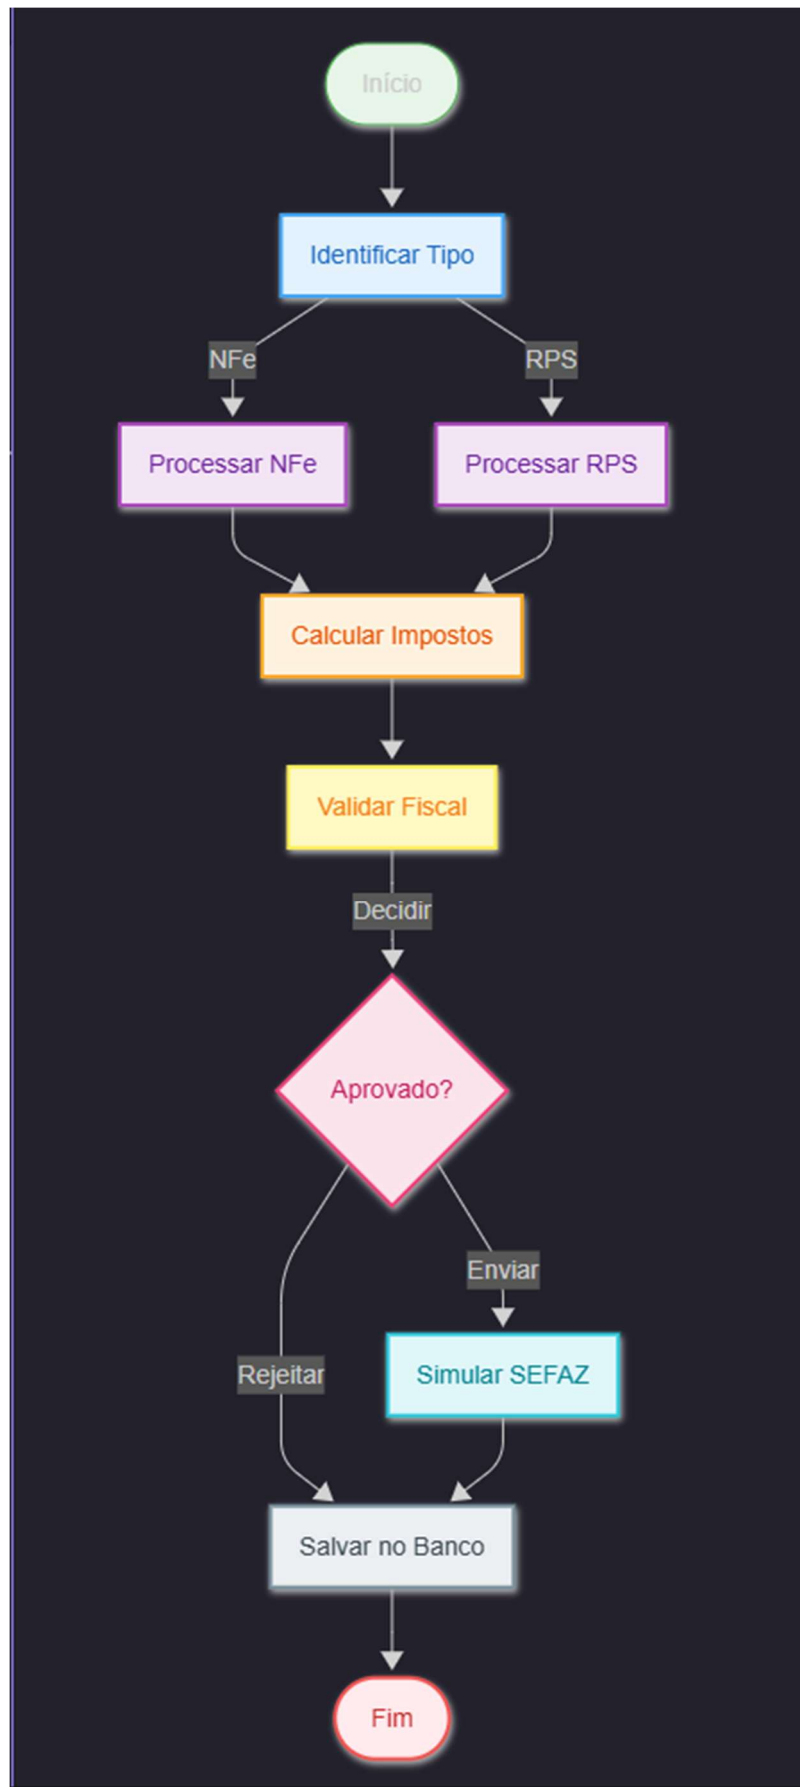 Início
Identificar Tipo
NFe
RPS
Processar NFe
Processar RPS
Calcular Impostos
Validar Fiscal
Decidir
Aprovado?
Enviar
Rejeitar
Simular SEFAZ
Salvar no Banco
Fim